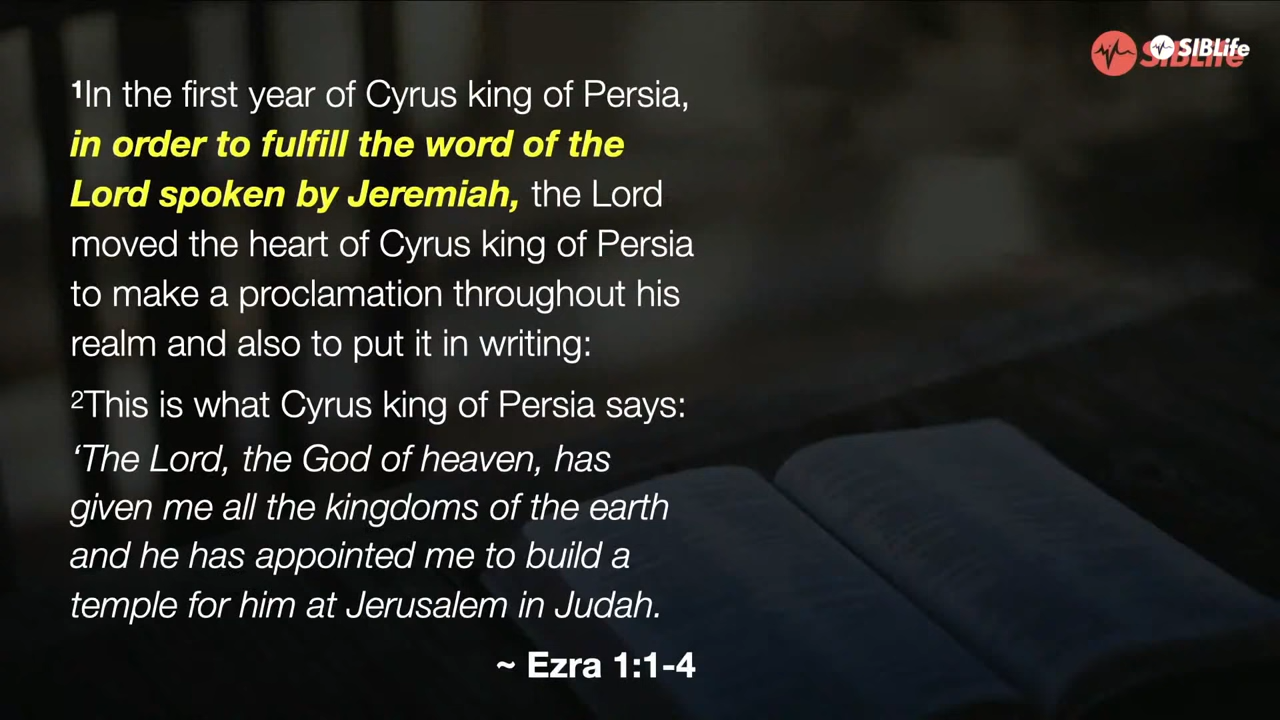 SIBLife
SIBLife
¹In the first year of Cyrus king of Persia,
in order to fulfill the word of the
Lord spoken by Jeremiah, the Lord
moved the heart of Cyrus king of Persia
to make a proclamation throughout his
realm and also to put it in writing:
²This is what Cyrus king of Persia says:
‘The Lord, the God of heaven, has
given me all the kingdoms of the earth
and he has appointed me to build a
temple for him at Jerusalem in Judah.
~ Ezra 1:1-4